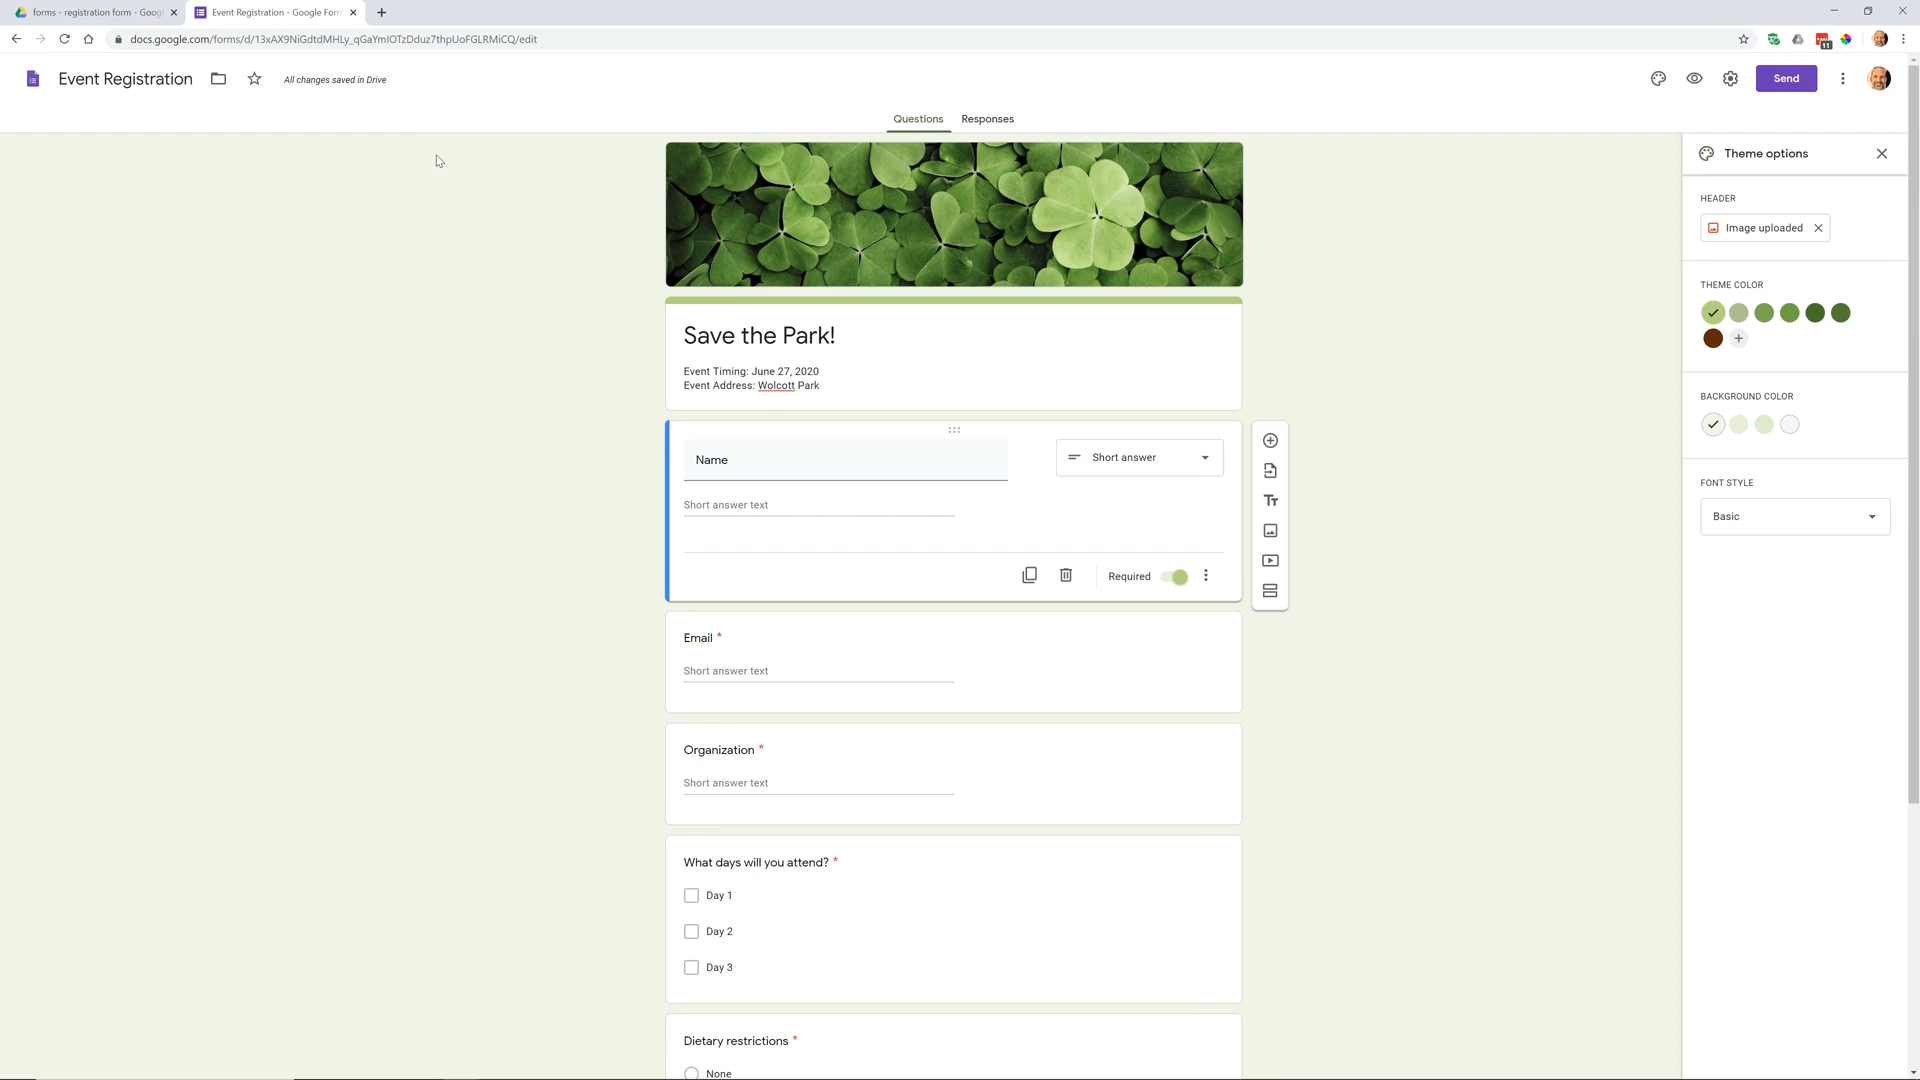 forms - registration form - Goog
Event Registration - Google Form
docs.google.com/forms/d/13xAX9NiGdtdMHLy_qGaYmIOTzDduz7thpUoFGLRMiCQ/edit
11
Event Registration
All changes saved in Drive
Send
Questions
Responses
Theme options
HEADER
Image uploaded
THEME COLOR
BACKGROUND COLOR
FONT STYLE
Basic
Save the Park!
Event Timing: June 27, 2020
Event Address: Wolcott Park
Name
Short answer
Short answer text
Required
Email *
Short answer text
Organization *
Short answer text
What days will you attend? *
Day 1
Day 2
Day 3
Dietary restrictions *
None